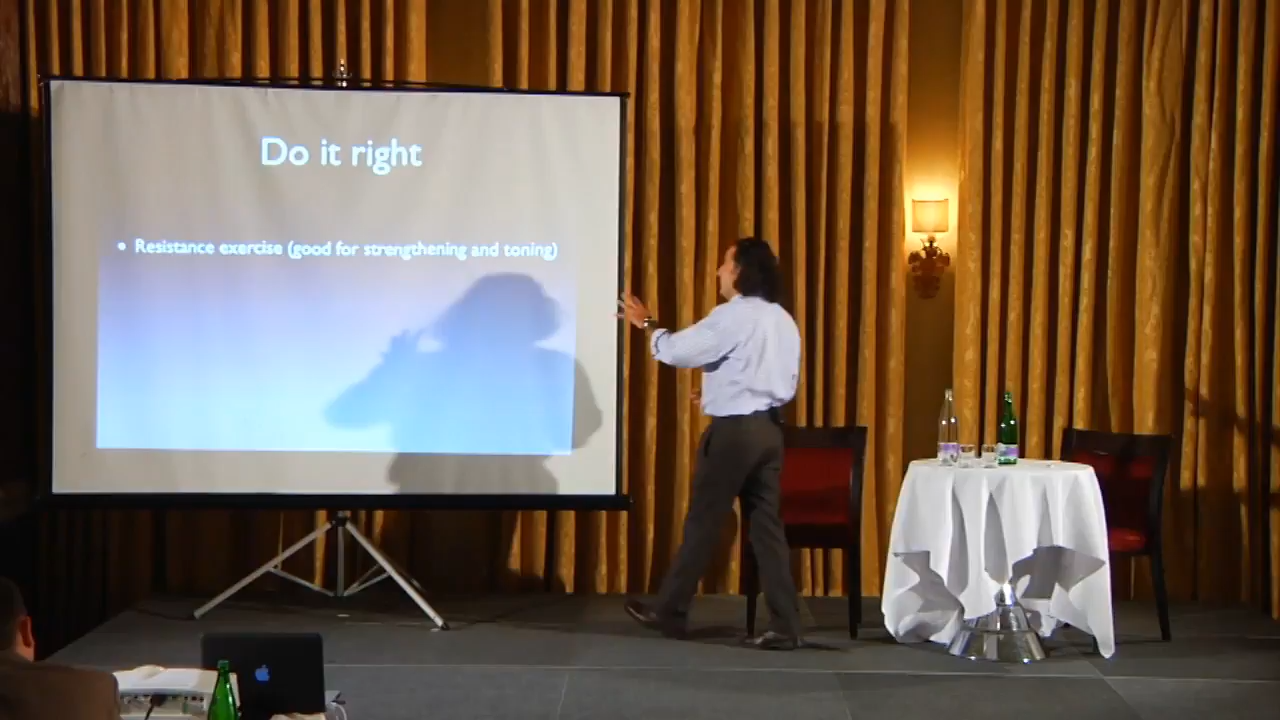 Do it right
• Resistance exercise (good for strengthening and toning)